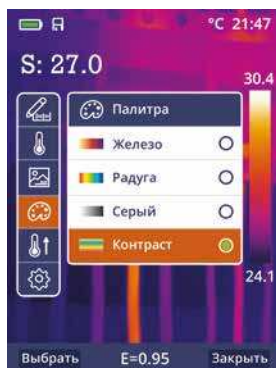 °C 21:47
S: 27.0
30.4
Палитра
Железо
Радуга
Серый
Контраст
24.1
Выбрать E=0.95 Закрыть